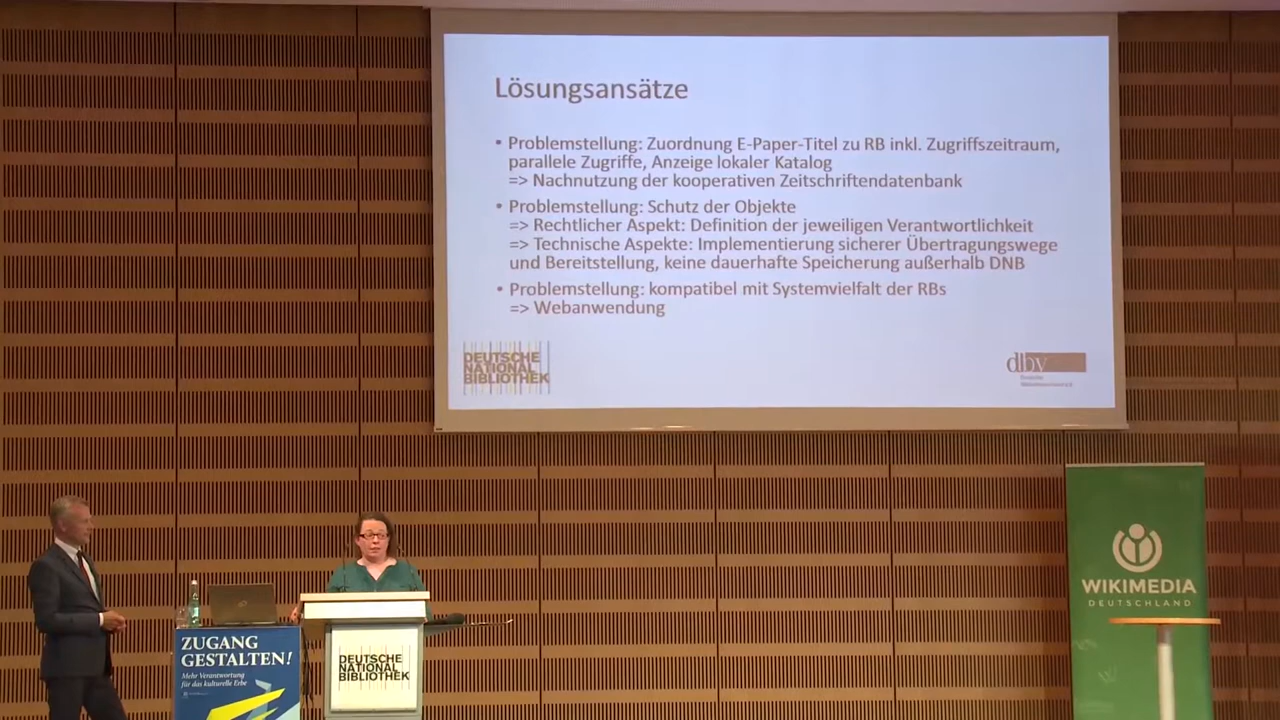 Lösungsansätze
• Problemstellung: Zuordnung E-Paper-Titel zu RB inkl. Zugriffszeitraum,
parallele Zugriffe, Anzeige lokaler Katalog
=> Nachnutzung der kooperativen Zeitschriftendatenbank
• Problemstellung: Schutz der Objekte
=> Rechtlicher Aspekt: Definition der jeweiligen Verantwortlichkeit
=> Technische Aspekte: Implementierung sicherer Übertragungswege
und Bereitstellung, keine dauerhafte Speicherung außerhalb DNB
• Problemstellung: kompatibel mit Systemvielfalt der RBs
=> Webanwendung
DEUTSCHE
NATIONAL
BIBLIOTHEK
dbv
ZUGANG
GESTALTEN!
Mehr Verantwortung
für das kulturelle Erbe
DEUTSCHE
NATIONAL
BIBLIOTHEK
WIKIMEDIA
DEUTSCHLAND